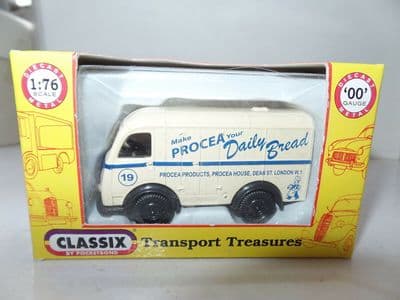 DIECAST METAL
1:76
SCALE
DIECAST METAL
'00'
GAUGE
Make PROCEA Your
Daily Bread
PROCEA PRODUCTS, PROCEA HOUSE, DEAN ST. LONDON W.1
19
CLASSIX
BY POCKETBOND
Transport Treasures